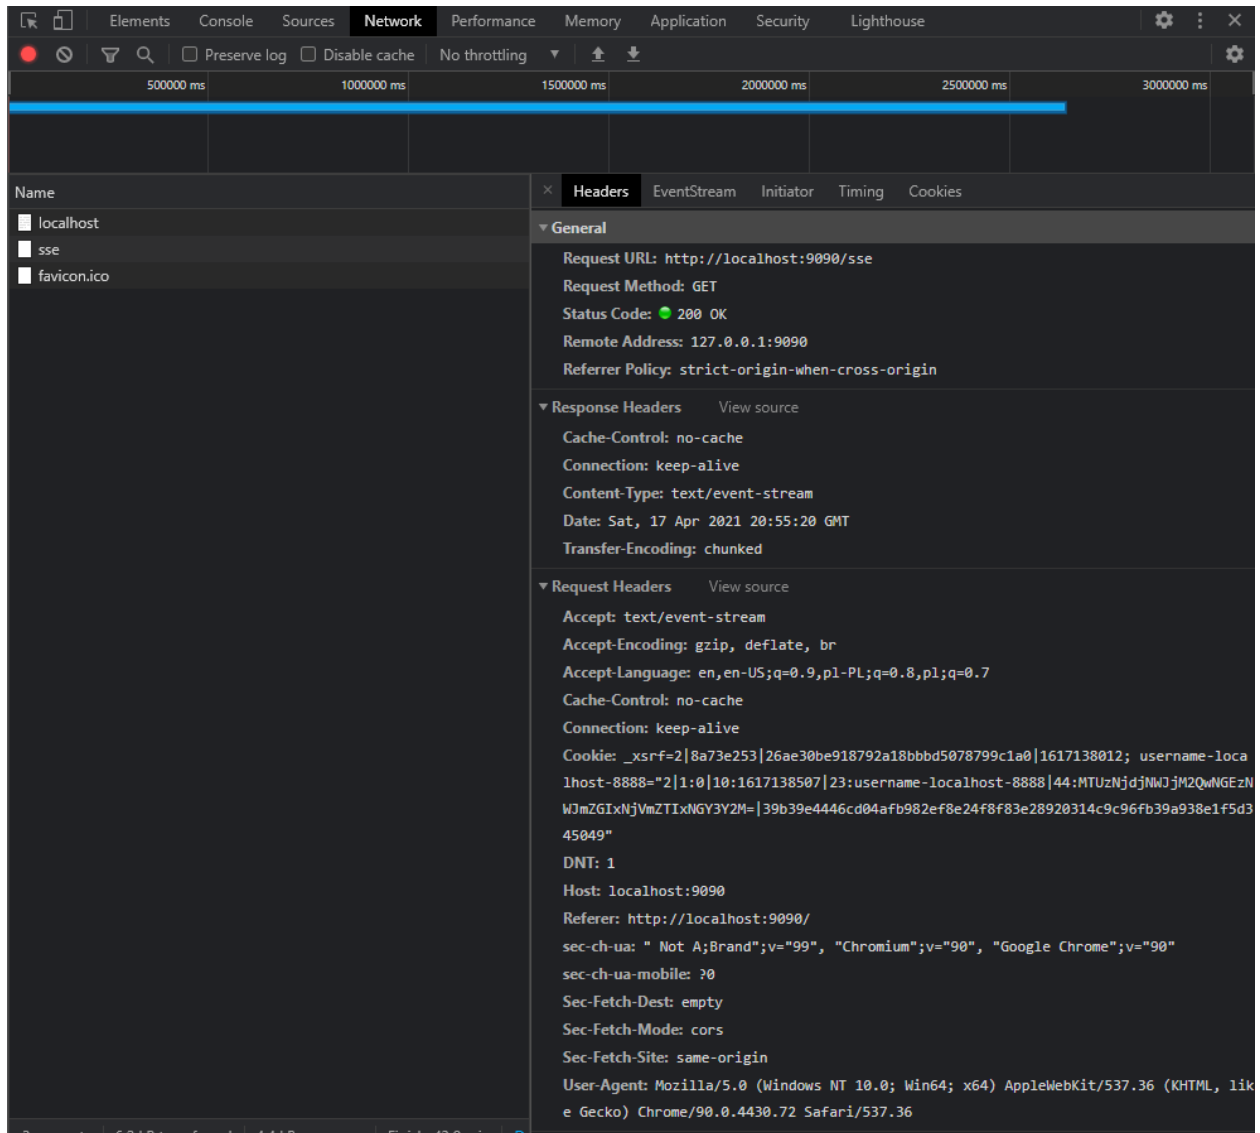 Elements Console Sources Network Performance Memory Application Security Lighthouse
Preserve log Disable cache No throttling
500000 ms 1000000 ms 1500000 ms 2000000 ms 2500000 ms 3000000 ms
Name
localhost
sse
favicon.ico
Headers EventStream Initiator Timing Cookies
General
Request URL: http://localhost:9090/sse
Request Method: GET
Status Code: 200 OK
Remote Address: 127.0.0.1:9090
Referrer Policy: strict-origin-when-cross-origin
Response Headers View source
Cache-Control: no-cache
Connection: keep-alive
Content-Type: text/event-stream
Date: Sat, 17 Apr 2021 20:55:20 GMT
Transfer-Encoding: chunked
Request Headers View source
Accept: text/event-stream
Accept-Encoding: gzip, deflate, br
Accept-Language: en,en-US;q=0.9,pl-PL;q=0.8,pl;q=0.7
Cache-Control: no-cache
Connection: keep-alive
Cookie: _xsrf=2|8a73e253|26ae30be918792a18bbbd5078799c1a0|1617138012; username-loca
lhost-8888="2|1:0|10:1617138507|23:username-localhost-8888|44:MTUzNjdjNWJjM2QwNGEzN
WJmZGIxNjVmZTIxNGY3Y2M=|39b39e4446cd04afb982ef8e24f8f83e28920314c9c96fb39a938e1f5d3
45049"
DNT: 1
Host: localhost:9090
Referer: http://localhost:9090/
sec-ch-ua: " Not A;Brand";v="99", "Chromium";v="90", "Google Chrome";v="90"
sec-ch-ua-mobile: ?0
Sec-Fetch-Dest: empty
Sec-Fetch-Mode: cors
Sec-Fetch-Site: same-origin
User-Agent: Mozilla/5.0 (Windows NT 10.0; Win64; x64) AppleWebKit/537.36 (KHTML, lik
e Gecko) Chrome/90.0.4430.72 Safari/537.36